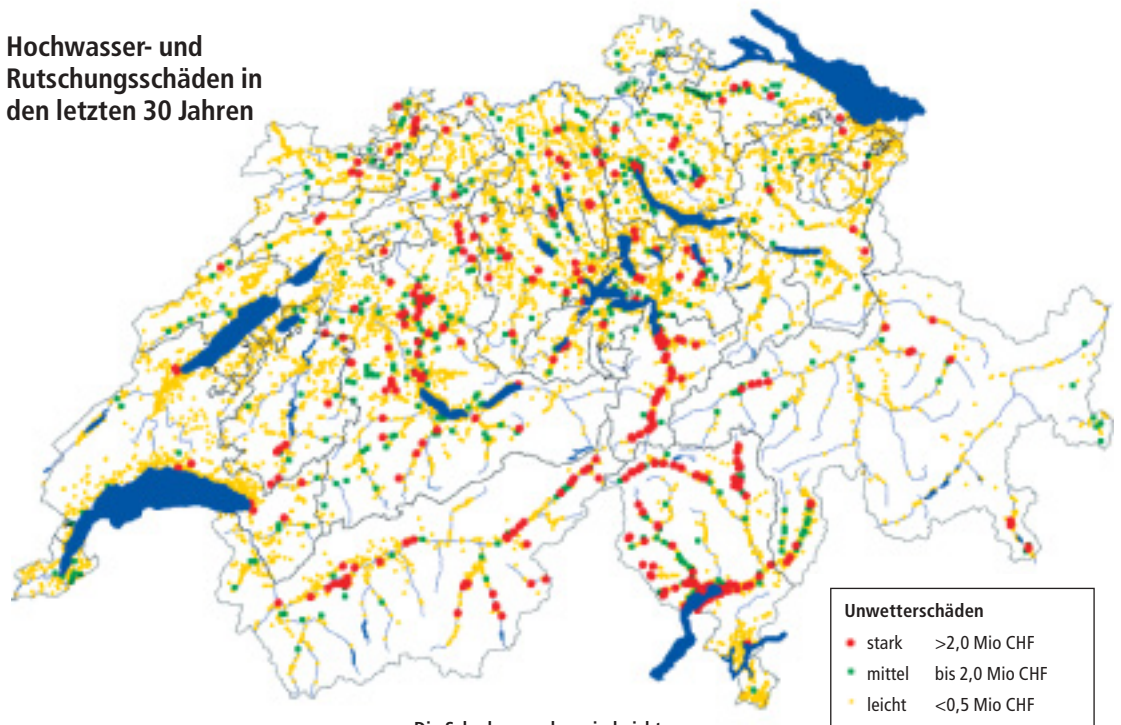 Hochwasser- und
Rutschungsschäden in
den letzten 30 Jahren
Unwetterschäden
stark >2,0 Mio CHF
mittel bis 2,0 Mio CHF
leicht <0,5 Mio CHF